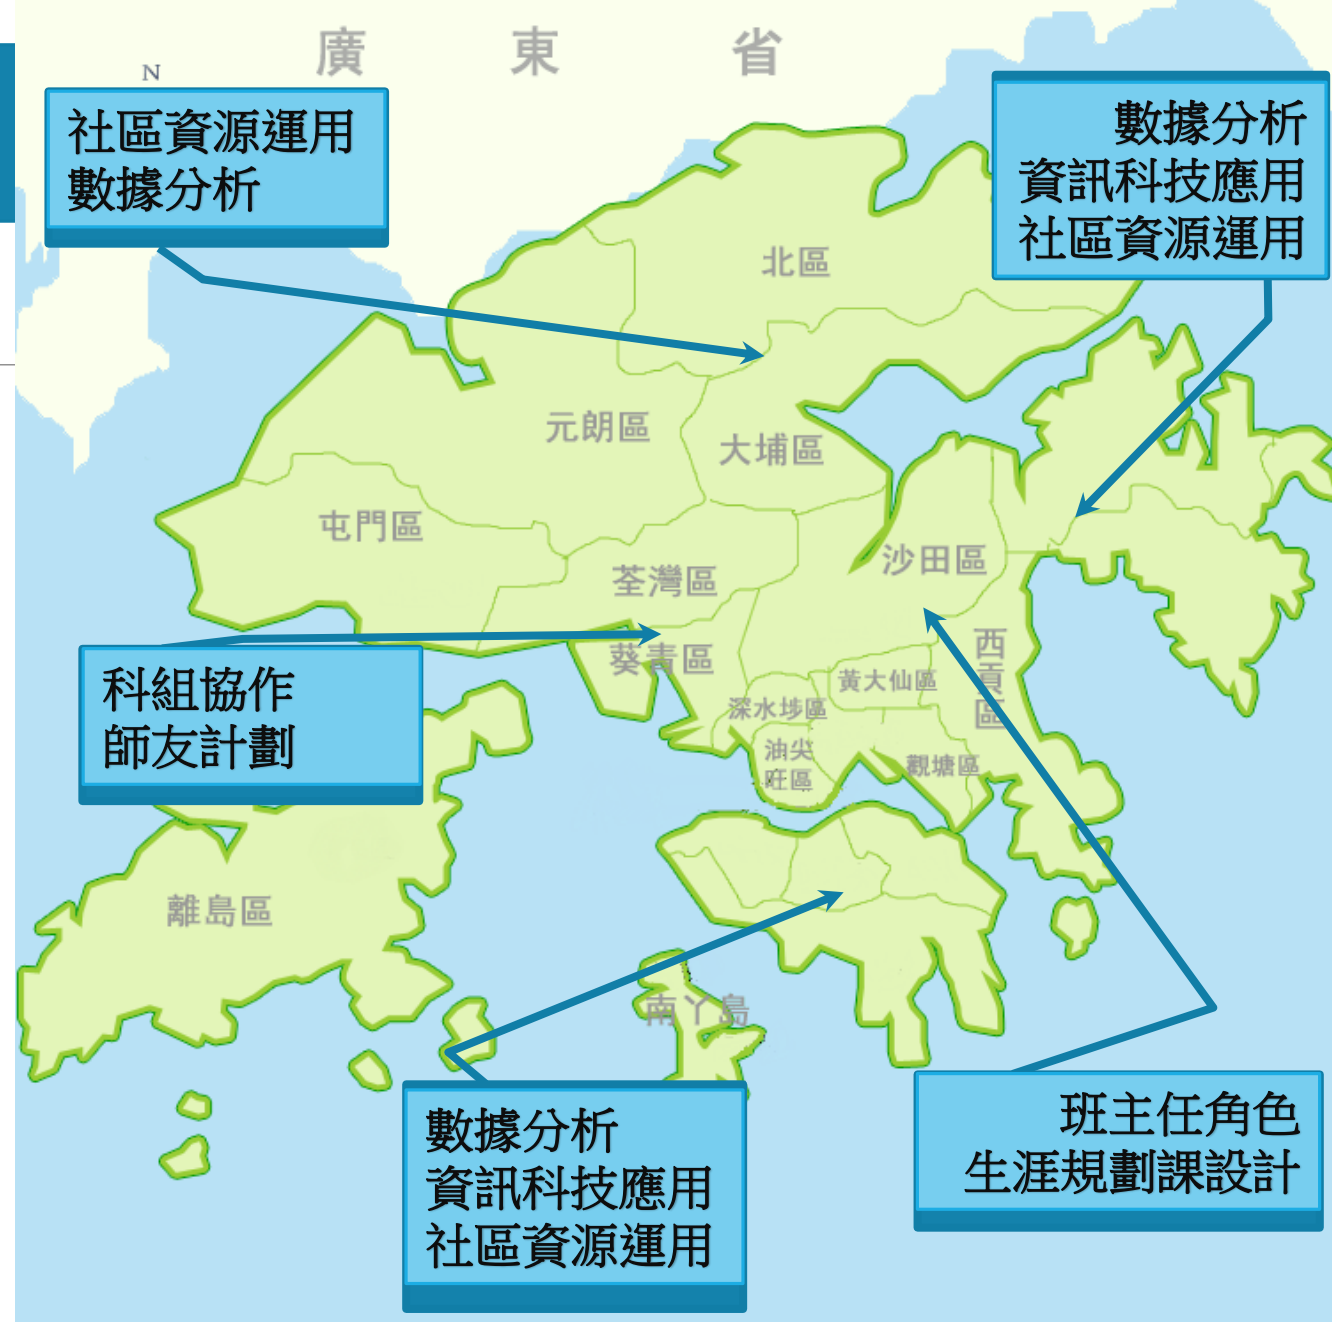 廣東省
N
社區資源運用
數據分析
數據分析
資訊科技應用
社區資源運用
北區
元朗區
大埔區
屯門區
沙田區
荃灣區
葵青區
西貢區
黃大仙區
深水埗區
油尖
旺區
觀塘區
科組協作
師友計劃
離島區
南丫島
數據分析
資訊科技應用
社區資源運用
班主任角色
生涯規劃課設計